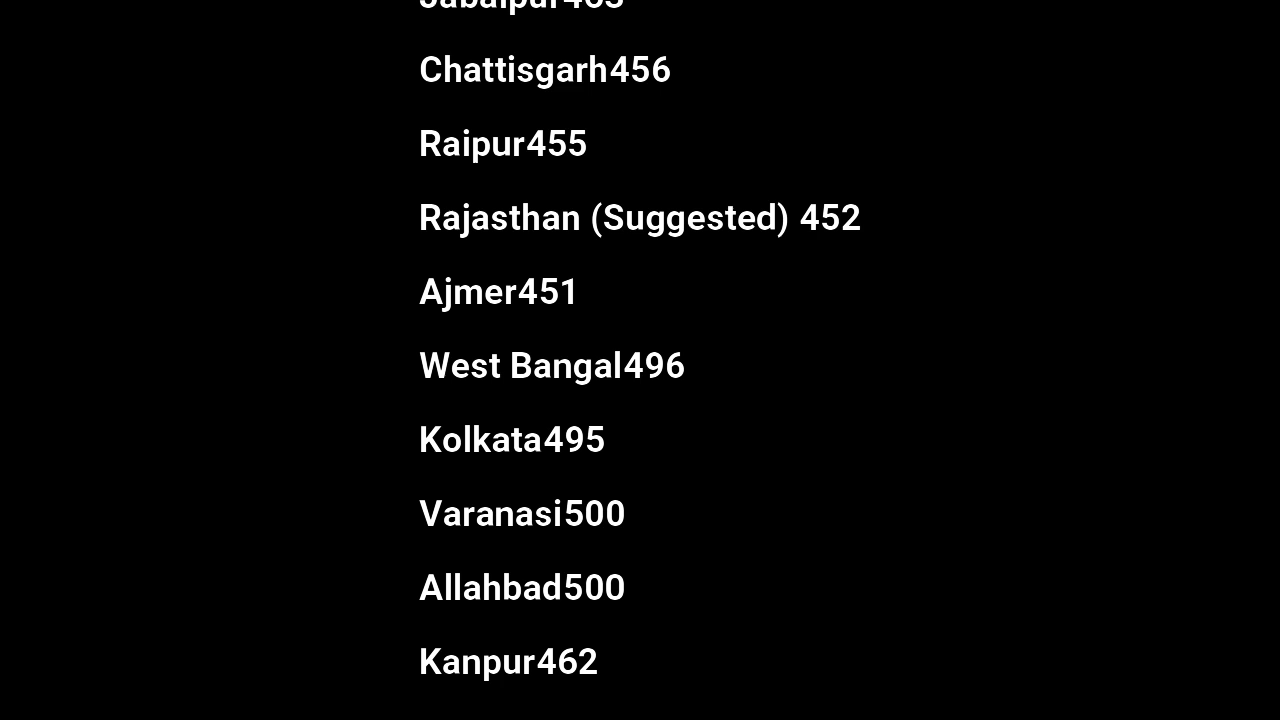 Chattisgarh456
Raipur455
Rajasthan (Suggested) 452
Ajmer451
West Bangal496
Kolkata495
Varanasi500
Allahbad500
Kanpur462